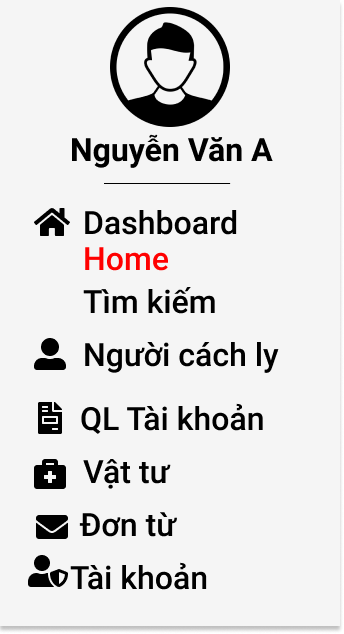 Nguyễn Văn A
Dashboard
Home
Tìm kiếm
Người cách ly
QL Tài khoản
Vật tư
Đơn từ
Tài khoản